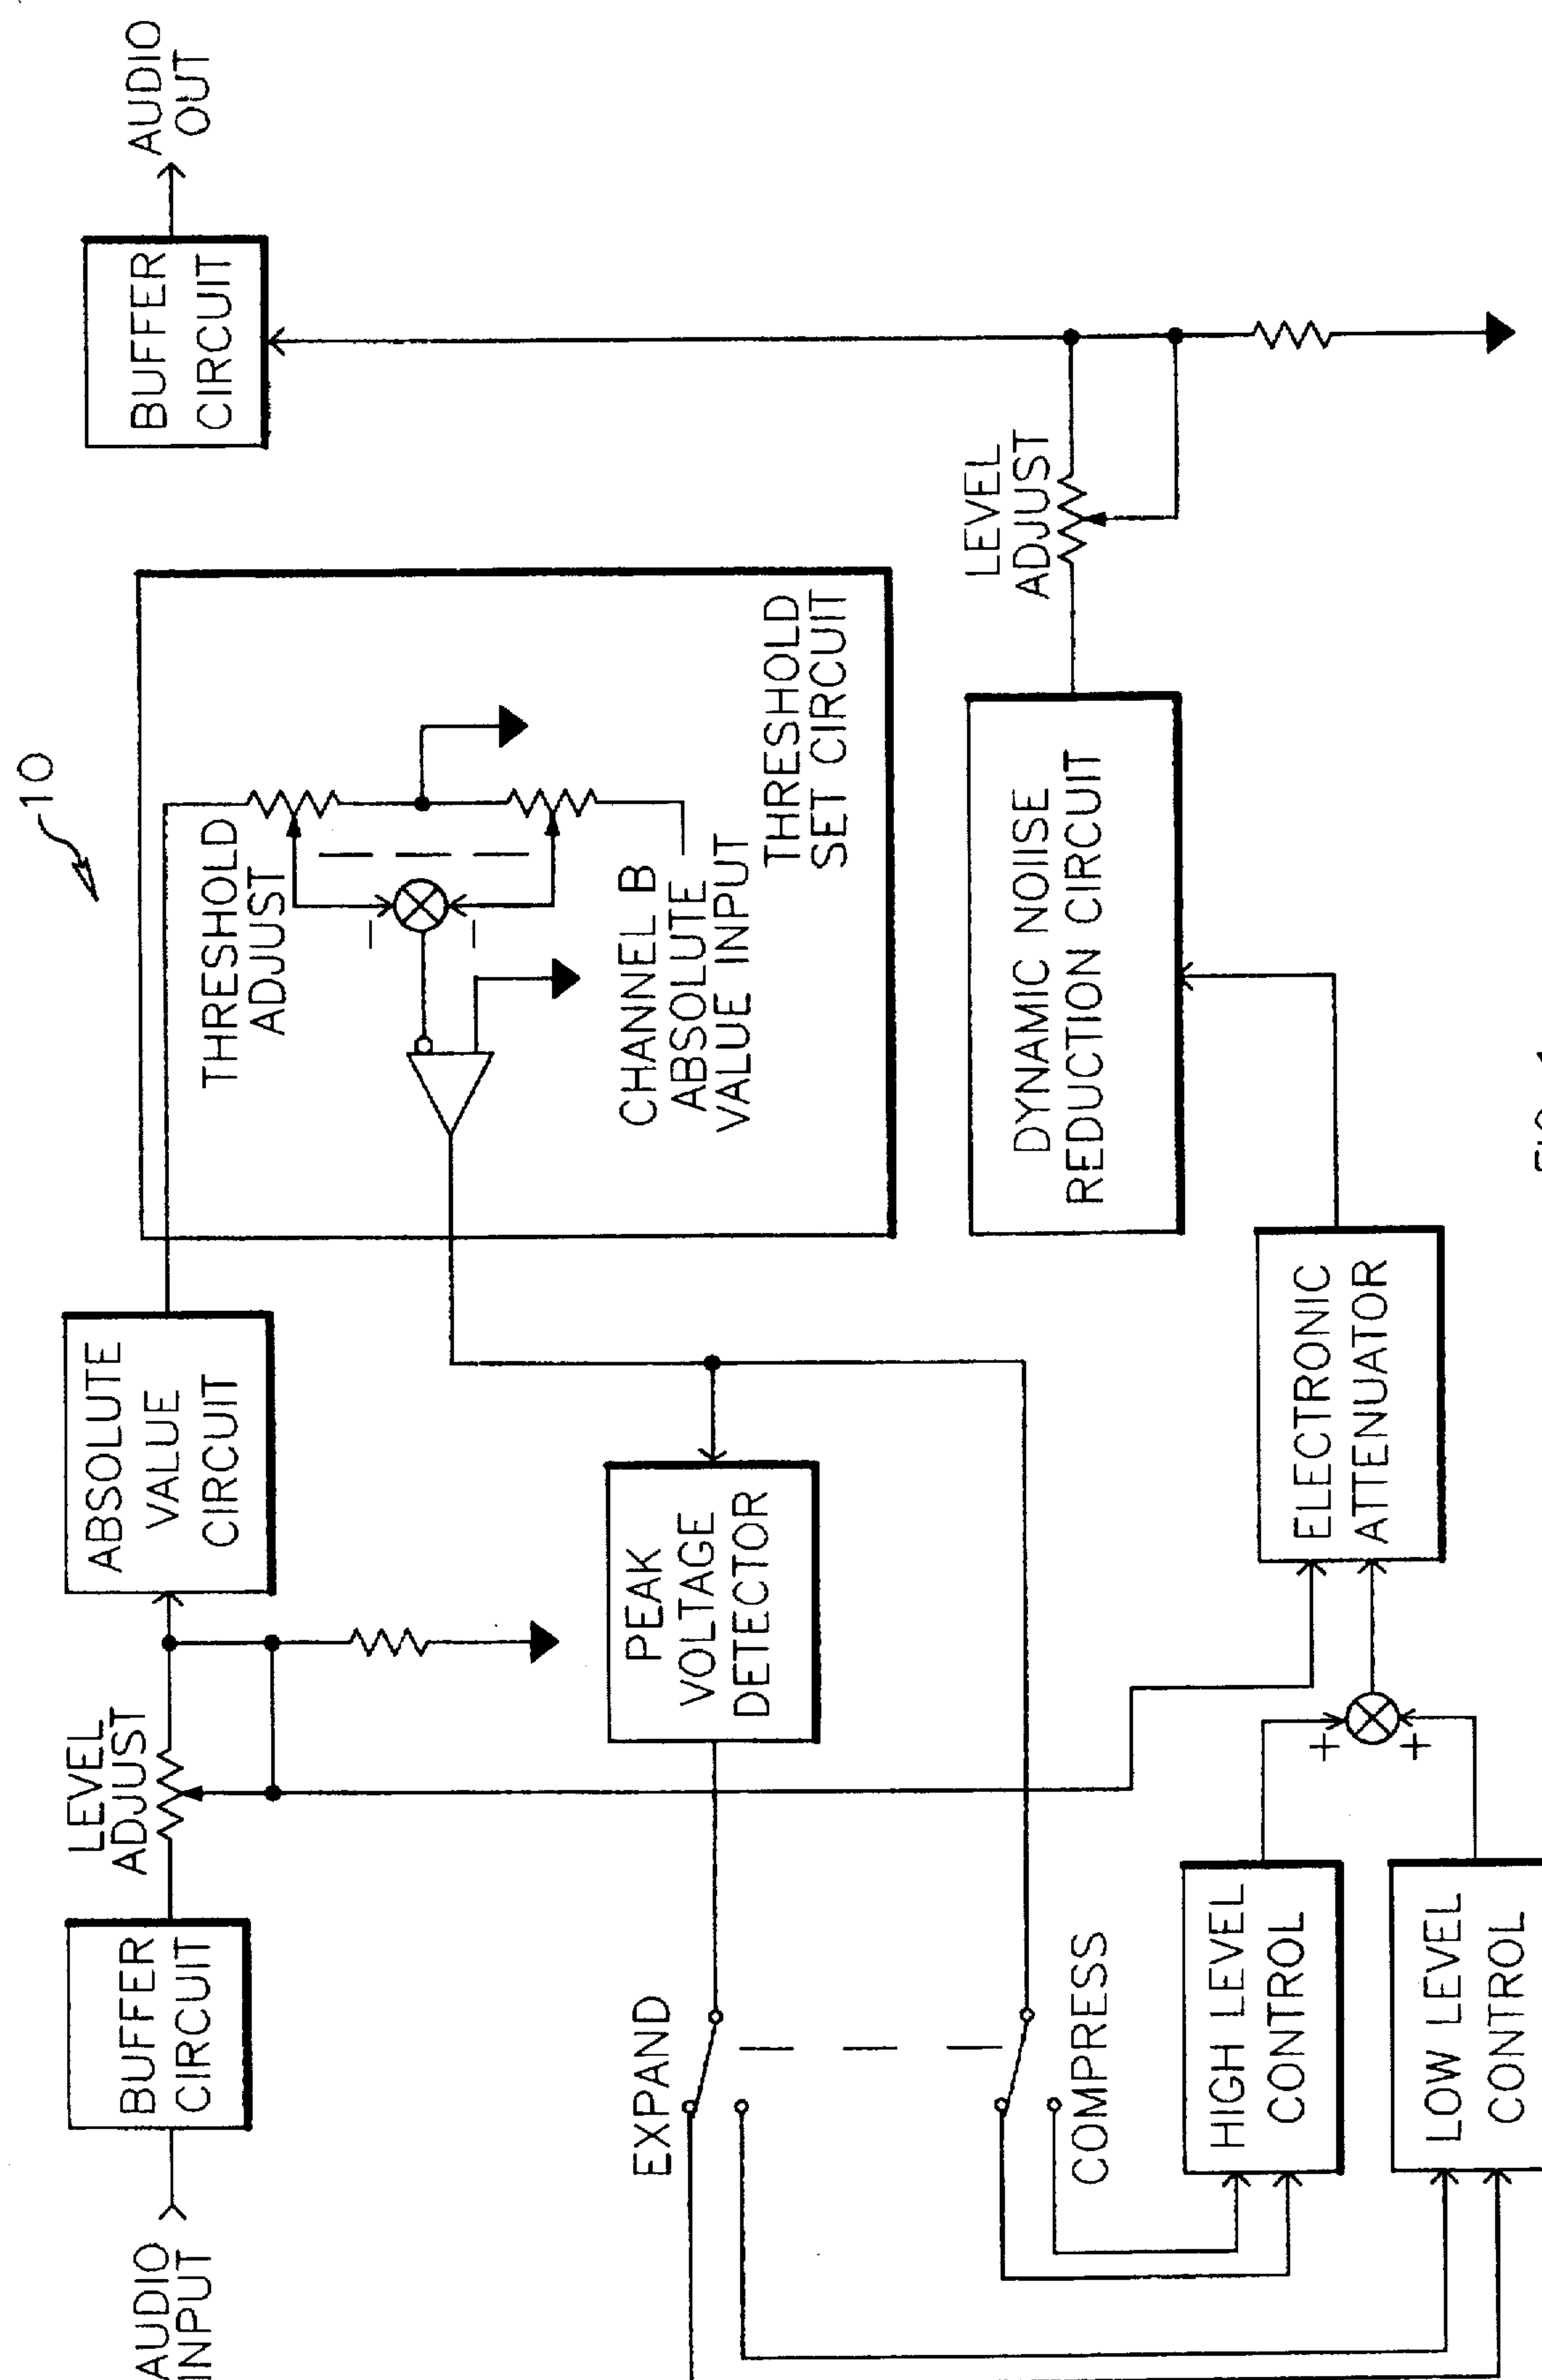 10
AUDIO
INPUT
BUFFER
CIRCUIT
LEVEL
ADJUST
ABSOLUTE
VALUE
CIRCUIT
THRESHOLD
ADJUST
–
–
CHANNEL B
ABSOLUTE
VALUE INPUT
THRESHOLD
SET CIRCUIT
BUFFER
CIRCUIT
AUDIO
OUT
EXPAND
PEAK
VOLTAGE
DETECTOR
COMPRESS
LEVEL
ADJUST
DYNAMIC NOIISE
REDUCTION CIRCUIT
HIGH LEVEL
CONTROL
+
+
ELECTRONIC
ATTENUATOR
LOW LEVEL
CONTROL